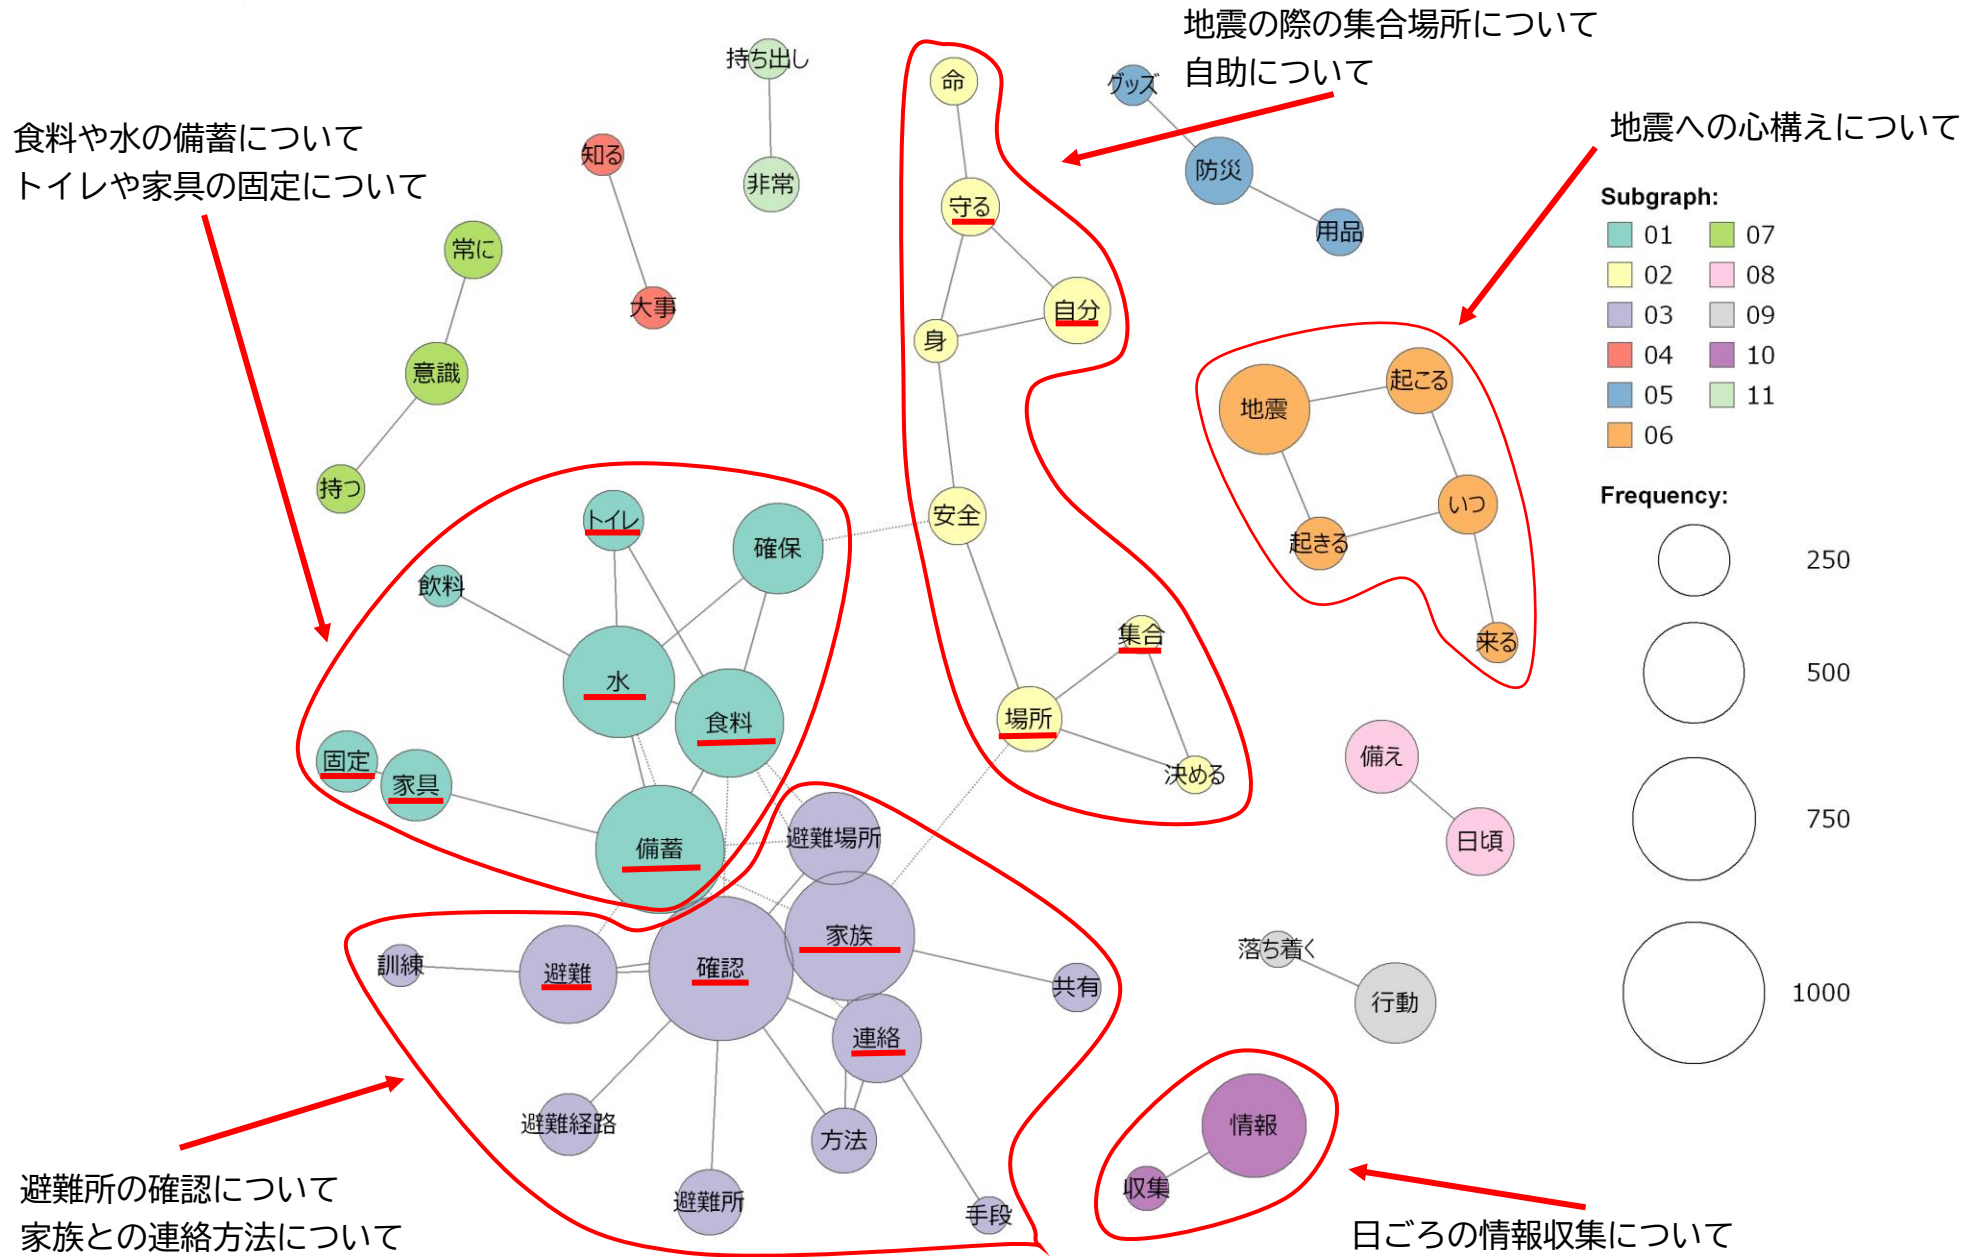 地震の際の集合場所について
自助について
地震への心構えについて
食料や水の備蓄について
トイレや家具の固定について
持ち出し
非常
知る
大事
常に
意識
持つ
命
守る
自分
身
安全
場所
集合
決める
グッズ
防災
用品
地震
起こる
いつ
起きる
来る
Subgraph:
01 07
02 08
03 09
04 10
05 11
06
Frequency:
250
500
750
1000
トイレ
確保
飲料
水
食料
固定
家具
備蓄
避難場所
家族
確認
避難
訓練
共有
連絡
避難経路
方法
避難所
手段
備え
日頃
落ち着く
行動
情報
収集
避難所の確認について
家族との連絡方法について
日ごろの情報収集について